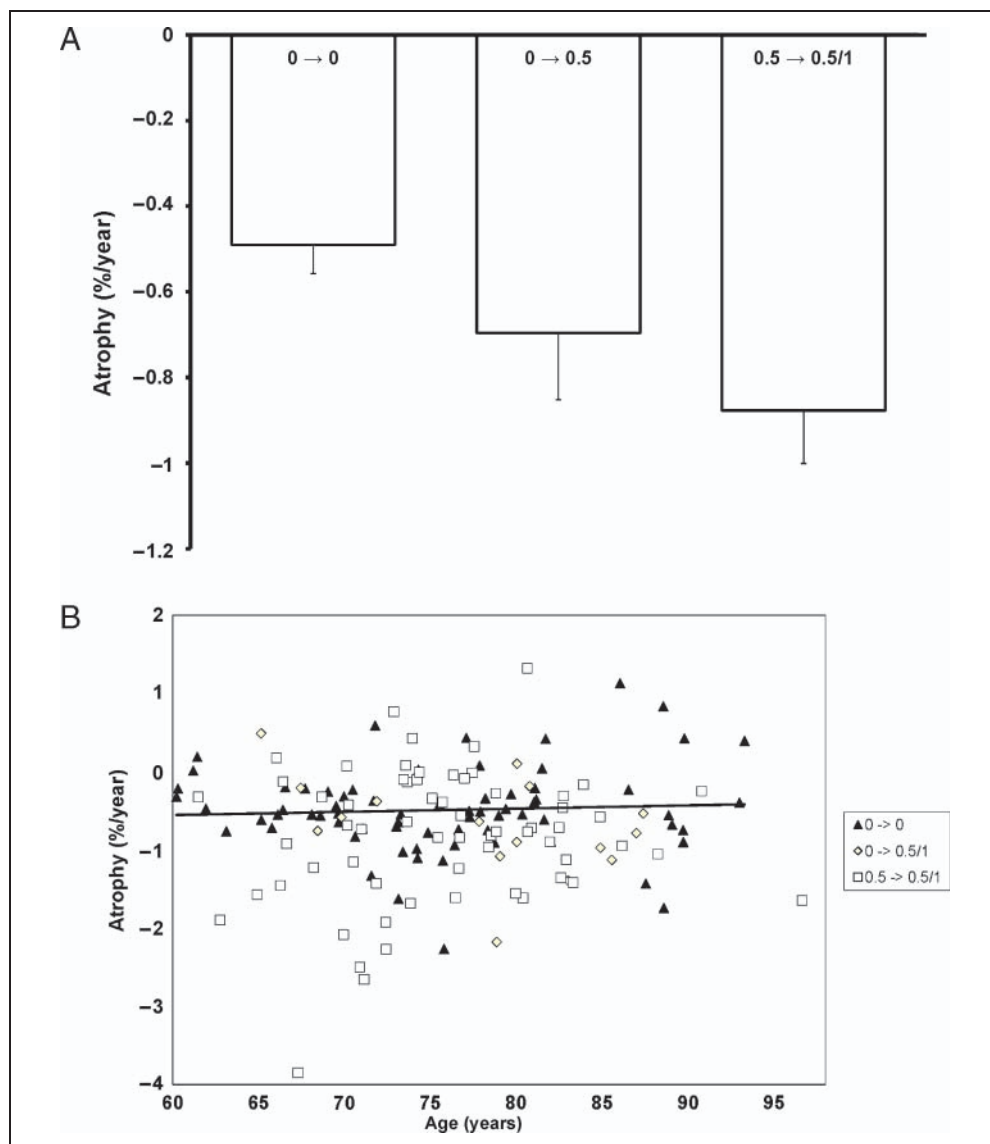 A
0
0 → 0
0 → 0.5
0.5 → 0.5/1
−0.2
−0.4
−0.6
−0.8
−1
−1.2
Atrophy (%/year)
B
2
1
0
−1
−2
−3
−4
Atrophy (%/year)
60 65 70 75 80 85 90 95
Age (years)
0 -> 0
0 -> 0.5/1
0.5 -> 0.5/1